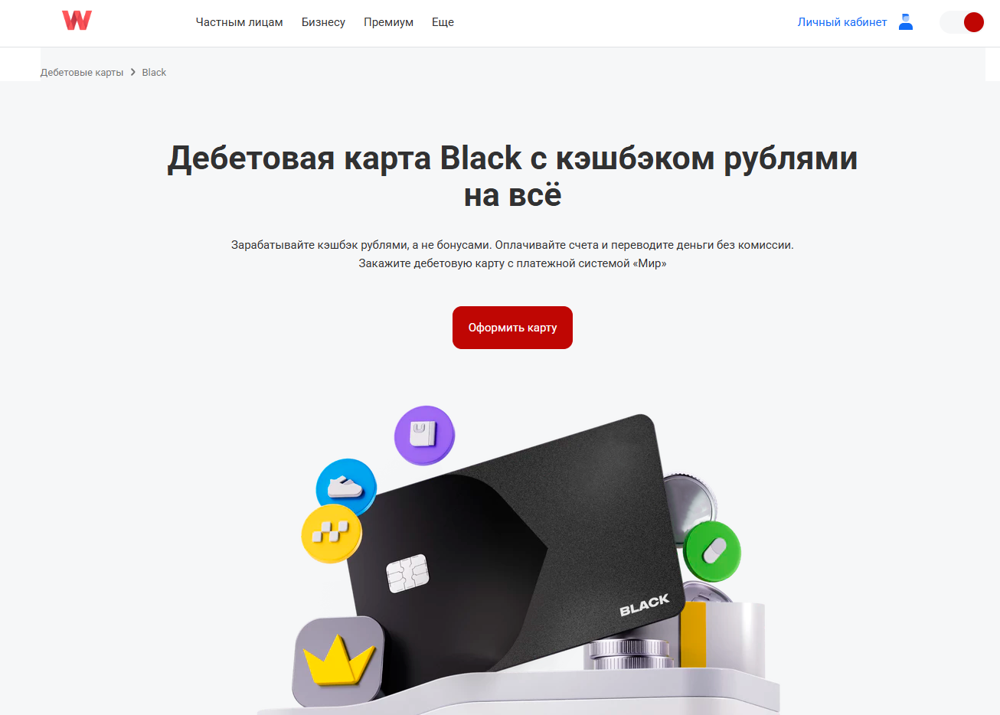 W
Частным лицам Бизнесу Премиум Еще Личный кабинет
Дебетовые карты > Black
Дебетовая карта Black с кэшбэком рублями
на всё
Зарабатывайте кэшбэк рублями, а не бонусами. Оплачивайте счета и переводите деньги без комиссии.
Закажите дебетовую карту с платежной системой «Мир»
Оформить карту
BLACK